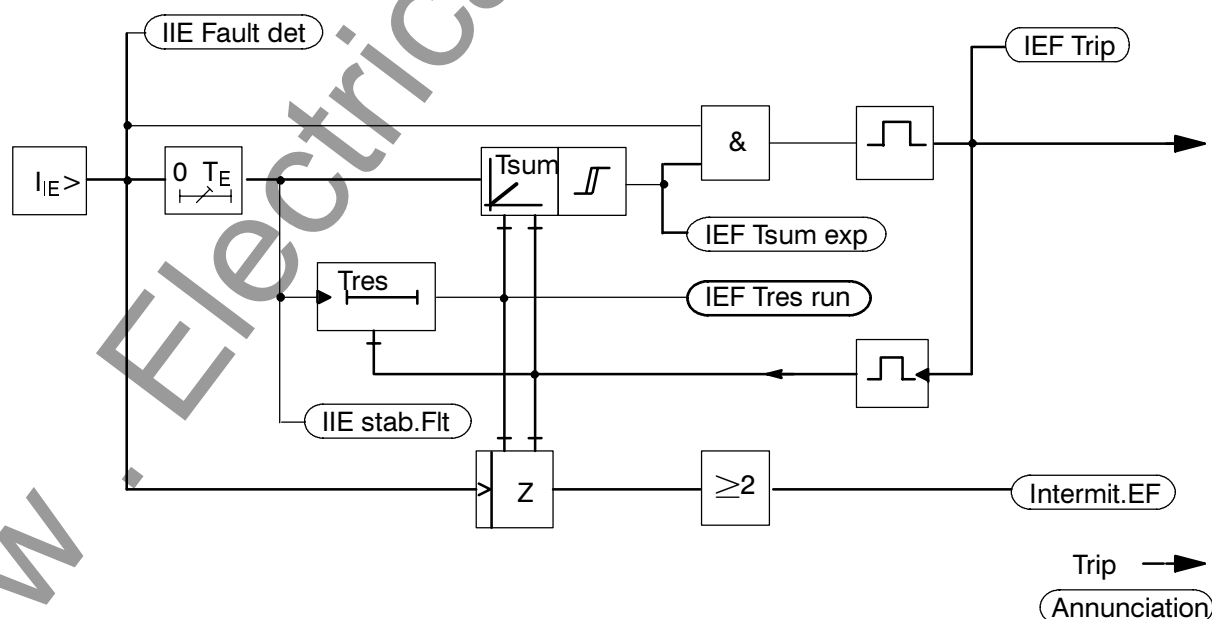 IIE Fault det
IEF Trip
IIE>
0 TE
Tsum
&
IEF Tsum exp
Tres
IEF Tres run
IIE stab.Flt
> Z
≥2
Intermit.EF
Trip
Annunciation
w . Electrica